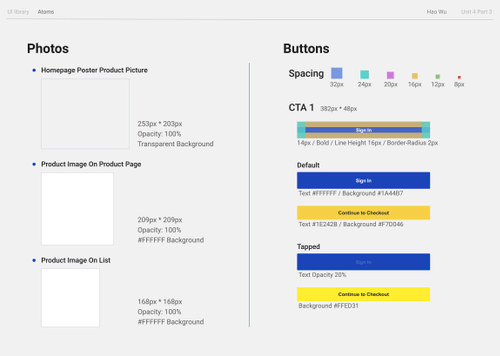 UI library Atoms
Hao Wu Unit 4 Part 3
Photos
Homepage Poster Product Picture
253px * 203px
Opacity: 100%
Transparent Background
Product Image On Product Page
209px * 209px
Opacity: 100%
#FFFFFF Background
Product Image On List
168px * 168px
Opacity: 100%
#FFFFFF Background
Buttons
Spacing
32px 24px 20px 16px 12px 8px
CTA 1 382px * 48px
Sign In
14px / Bold / Line Height 16px / Border-Radius 2px
Default
Sign In
Text #FFFFFF / Background #1A44B7
Continue to Checkout
Text #1E242B / Background #F7D046
Tapped
Sign In
Text Opacity 20%
Continue to Checkout
Background #FFED31